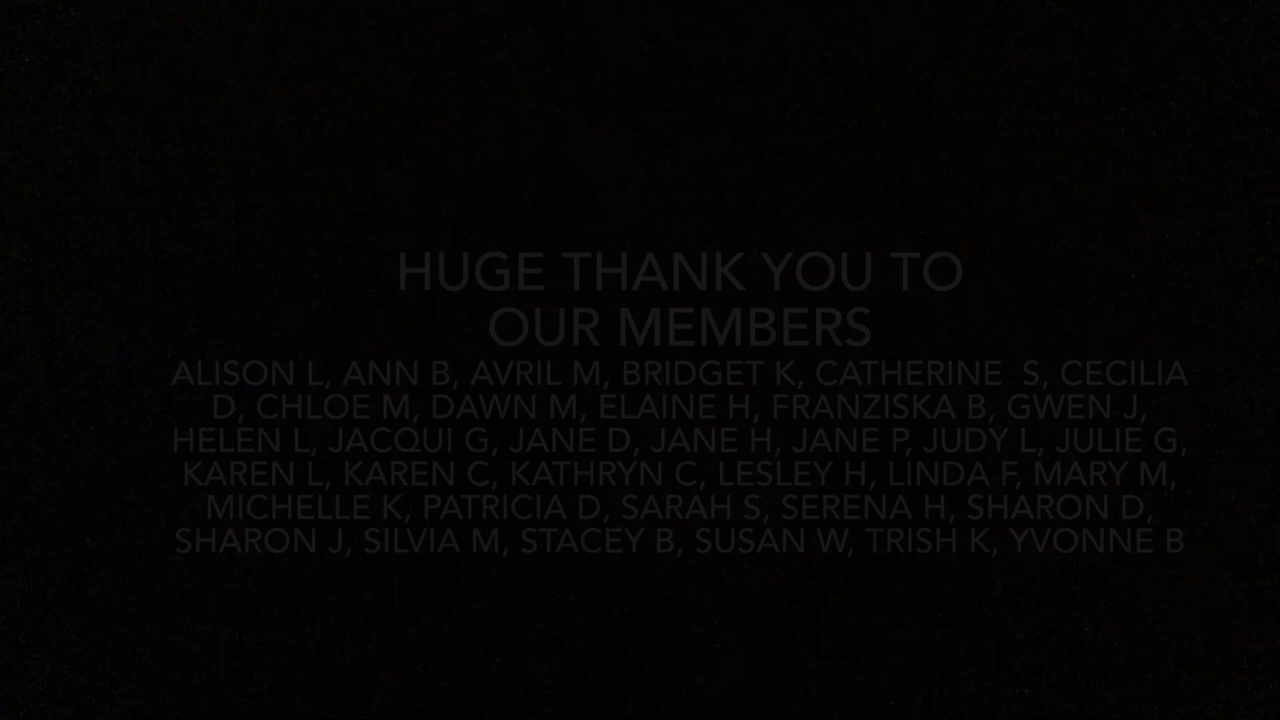 HUGE THANK YOU TO
OUR MEMBERS
ALISON L, ANN B, AVRIL M, BRIDGET K, CATHERINE  S, CECILIA
D, CHLOE M, DAWN M, ELAINE H, FRANZISKA B, GWEN J,
HELEN L, JACQUI G, JANE D, JANE H, JANE P, JUDY L, JULIE G,
KAREN L, KAREN C, KATHRYN C, LESLEY H, LINDA F, MARY M,
MICHELLE K, PATRICIA D, SARAH S, SERENA H, SHARON D,
SHARON J, SILVIA M, STACEY B, SUSAN W, TRISH K, YVONNE B